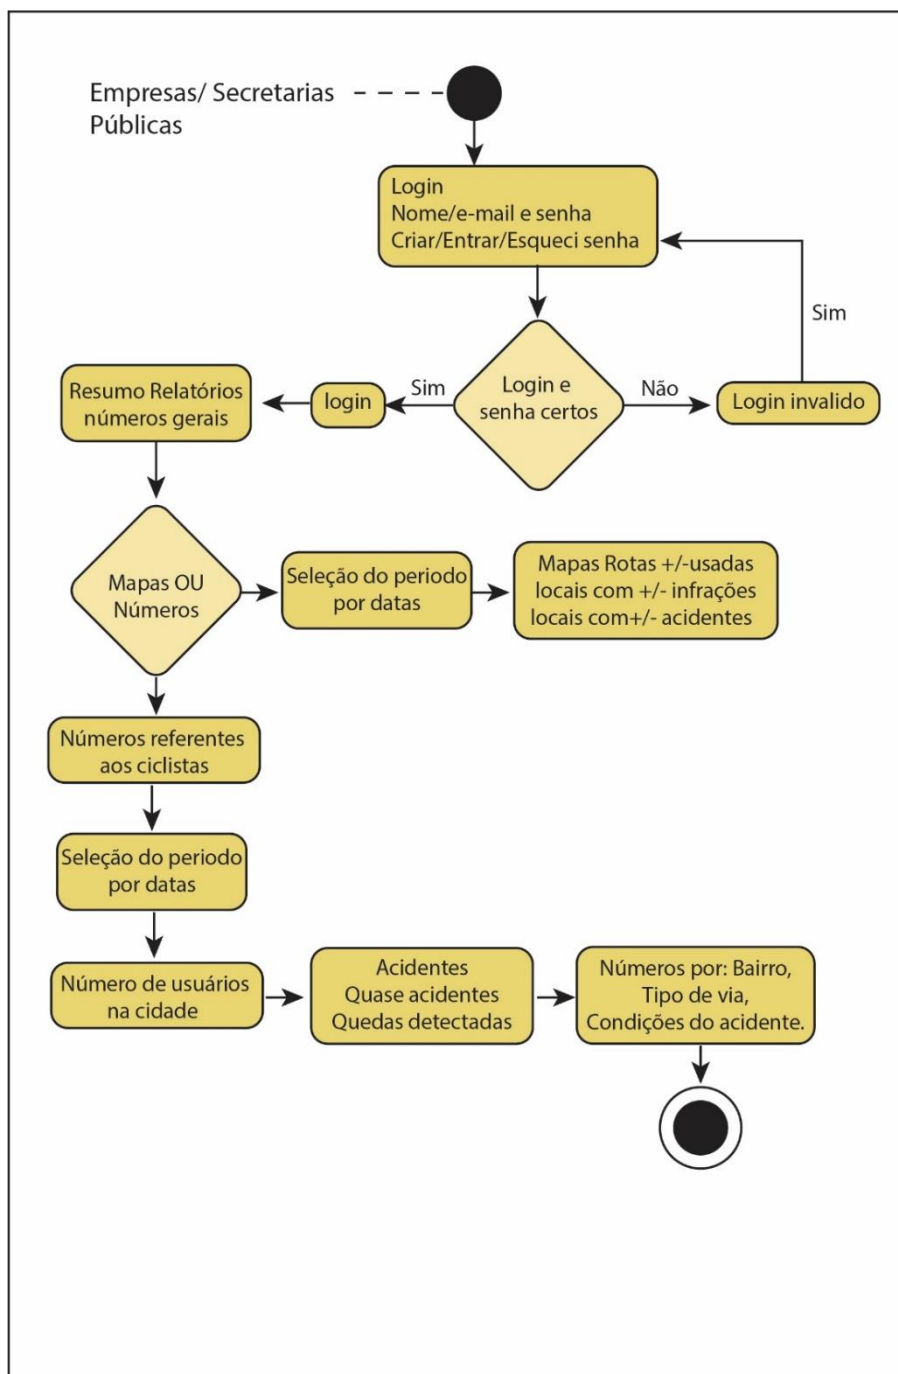 Empresas/ Secretarias
Públicas
Login
Nome/e-mail e senha
Criar/Entrar/Esqueci senha
Sim
Resumo Relatórios
números gerais
login
Sim
Login e
senha certos
Não
Login invalido
Mapas OU
Números
Seleção do periodo
por datas
Mapas Rotas +/-usadas
locais com +/- infrações
locais com+/- acidentes
Números referentes
aos ciclistas
Seleção do periodo
por datas
Número de usuários
na cidade
Acidentes
Quase acidentes
Quedas detectadas
Números por: Bairro,
Tipo de via,
Condições do acidente.